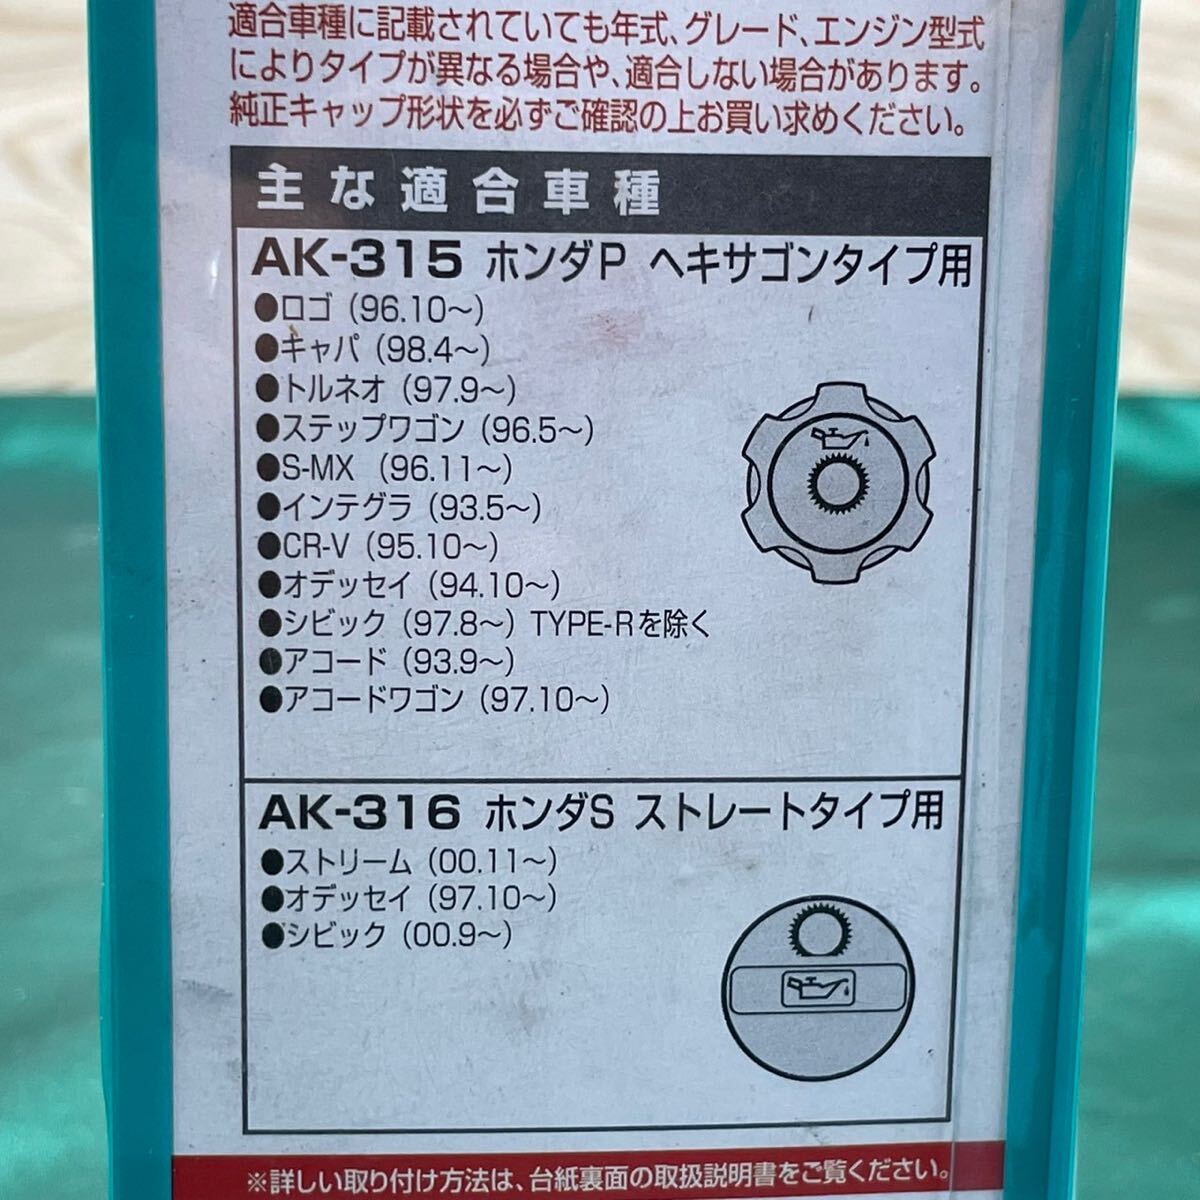 適合車種に記載されていても年式、グレード、エンジン型式
によりタイプが異なる場合や、適合しない場合があります。
純正キャップ形状を必ずご確認の上お買い求めください。
主な適合車種
AK-315 ホンダP ヘキサゴンタイプ用
●ロゴ (96.10〜)
●キャパ (98.4〜)
●トルネオ (97.9〜)
●ステップワゴン (96.5〜)
●S-MX (96.11〜)
●インテグラ (93.5〜)
●CR-V (95.10〜)
●オデッセイ (94.10〜)
●シビック (97.8〜) TYPE-Rを除く
●アコード (93.9〜)
●アコードワゴン (97.10〜)
AK-316 ホンダS ストレートタイプ用
●ストリーム (00.11〜)
●オデッセイ (97.10〜)
●シビック (00.9〜)
※詳しい取り付け方法は、台紙裏面の取扱説明書をご覧ください。